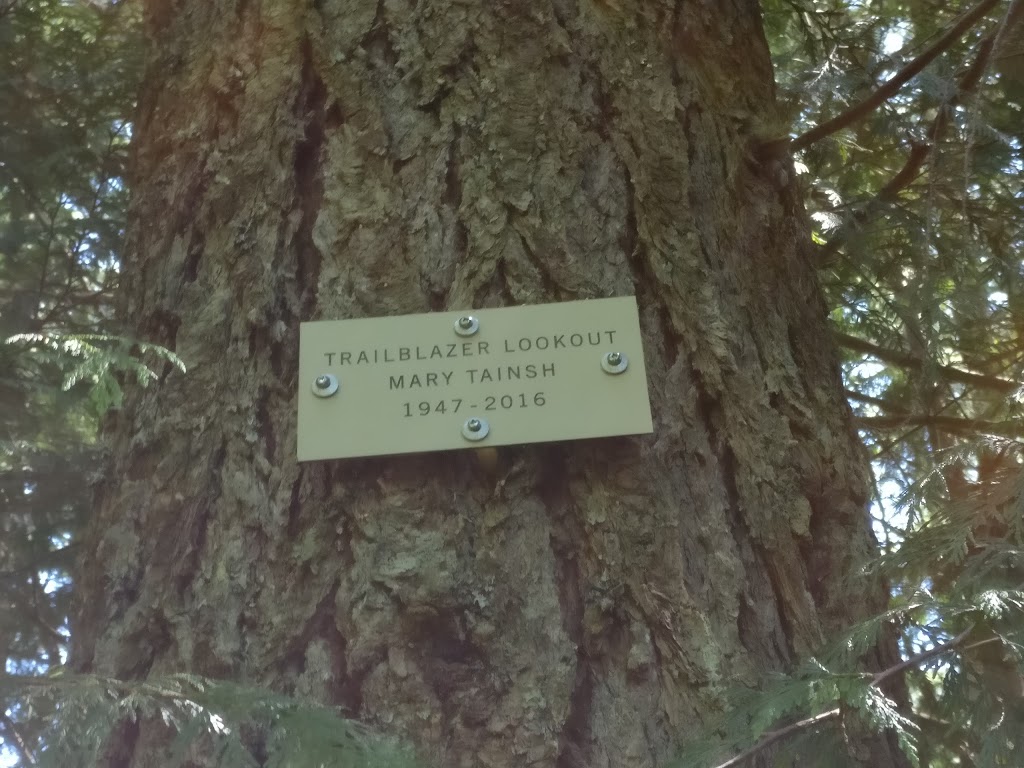 TRAILBLAZER LOOKOUT
MARY TAINSH
1947-2016